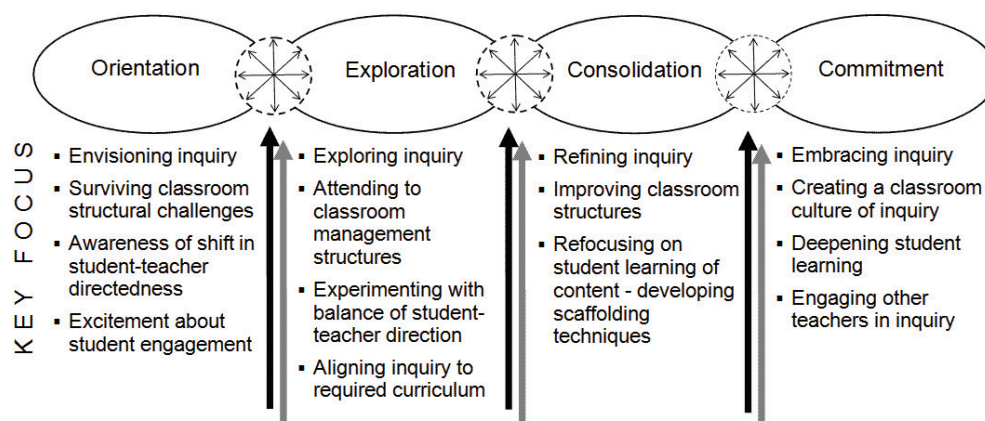 Orientation
Exploration
Consolidation
Commitment
KEY FOCUS
▪ Envisioning inquiry
▪ Surviving classroom
structural challenges
▪ Awareness of shift in
student-teacher
directedness
▪ Excitement about
student engagement
▪ Exploring inquiry
▪ Attending to
classroom
management
structures
▪ Experimenting with
balance of student-
teacher direction
▪ Aligning inquiry to
required curriculum
▪ Refining inquiry
▪ Improving classroom
structures
▪ Refocusing on
student learning of
content - developing
scaffolding
techniques
▪ Embracing inquiry
▪ Creating a classroom
culture of inquiry
▪ Deepening student
learning
▪ Engaging other
teachers in inquiry